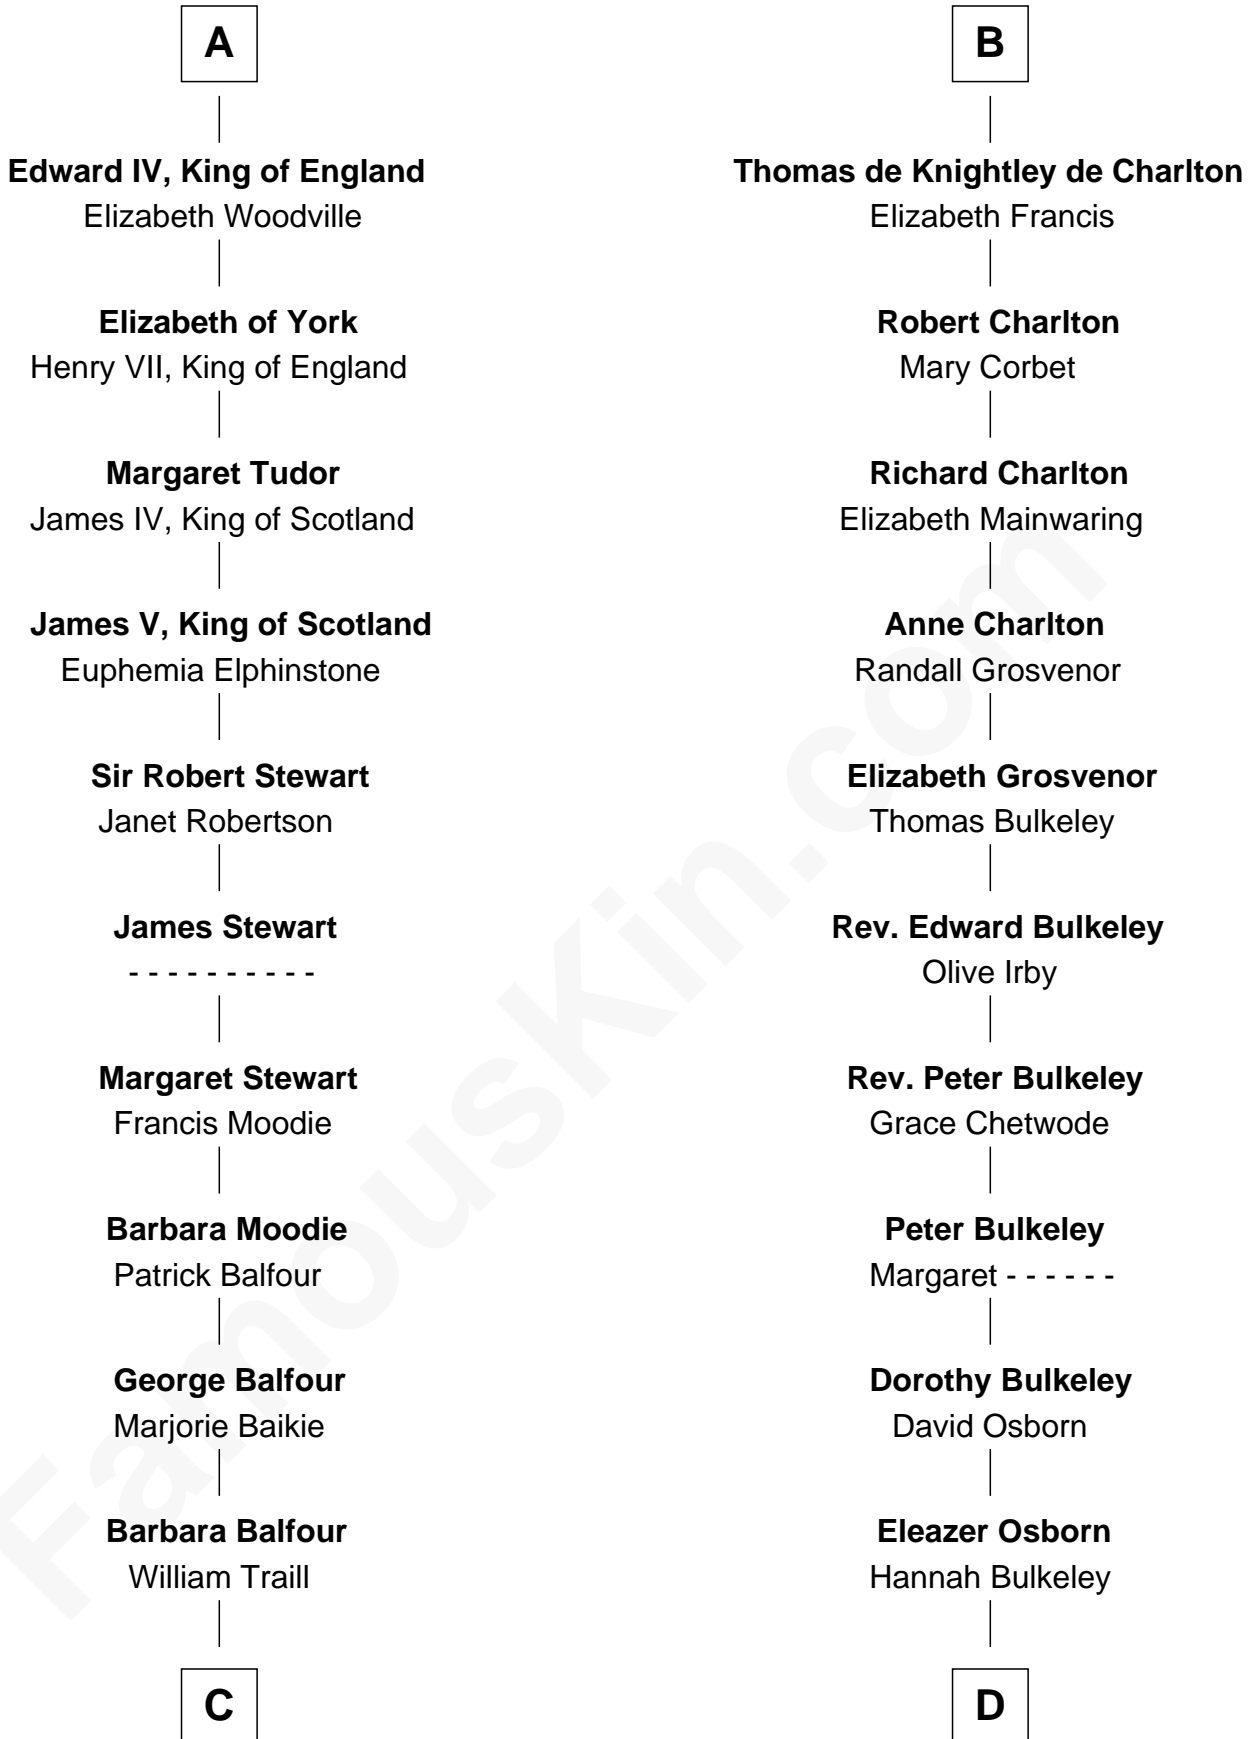 A
Edward IV, King of England
Elizabeth Woodville
Elizabeth of York
Henry VII, King of England
Margaret Tudor
James IV, King of Scotland
James V, King of Scotland
Euphemia Elphinstone
Sir Robert Stewart
Janet Robertson
James Stewart
- - - - - - - - - -
Margaret Stewart
Francis Moodie
Barbara Moodie
Patrick Balfour
George Balfour
Marjorie Baikie
Barbara Balfour
William Traill
C
B
Thomas de Knightley de Charlton
Elizabeth Francis
Robert Charlton
Mary Corbet
Richard Charlton
Elizabeth Mainwaring
Anne Charlton
Randall Grosvenor
Elizabeth Grosvenor
Thomas Bulkeley
Rev. Edward Bulkeley
Olive Irby
Rev. Peter Bulkeley
Grace Chetwode
Peter Bulkeley
Margaret - - - - - -
Dorothy Bulkeley
David Osborn
Eleazer Osborn
Hannah Bulkeley
D
FamousKin.com